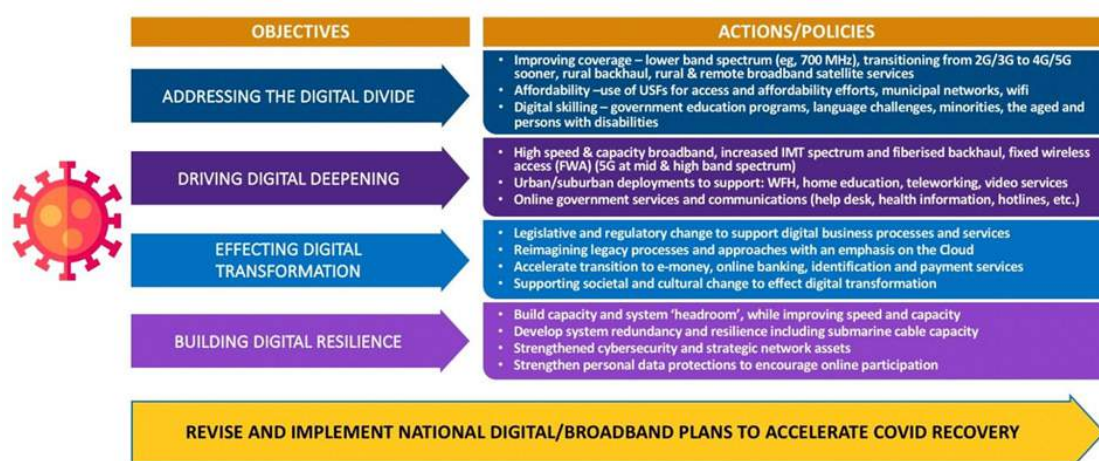 OBJECTIVES
ACTIONS/POLICIES
ADDRESSING THE DIGITAL DIVIDE
• Improving coverage – lower band spectrum (eg, 700 MHz), transitioning from 2G/3G to 4G/5G
sooner, rural backhaul, rural & remote broadband satellite services
• Affordability –use of USFs for access and affordability efforts, municipal networks, wifi
• Digital skilling – government education programs, language challenges, minorities, the aged and
persons with disabilities
DRIVING DIGITAL DEEPENING
• High speed & capacity broadband, increased IMT spectrum and fiberised backhaul, fixed wireless
access (FWA) (5G at mid & high band spectrum)
• Urban/suburban deployments to support: WFH, home education, teleworking, video services
• Online government services and communications (help desk, health information, hotlines, etc.)
EFFECTING DIGITAL
TRANSFORMATION
• Legislative and regulatory change to support digital business processes and services
• Reimagining legacy processes and approaches with an emphasis on the Cloud
• Accelerate transition to e-money, online banking, identification and payment services
• Supporting societal and cultural change to effect digital transformation
BUILDING DIGITAL RESILIENCE
• Build capacity and system 'headroom', while improving speed and capacity
• Develop system redundancy and resilience including submarine cable capacity
• Strengthened cybersecurity and strategic network assets
• Strengthen personal data protections to encourage online participation
REVISE AND IMPLEMENT NATIONAL DIGITAL/BROADBAND PLANS TO ACCELERATE COVID RECOVERY